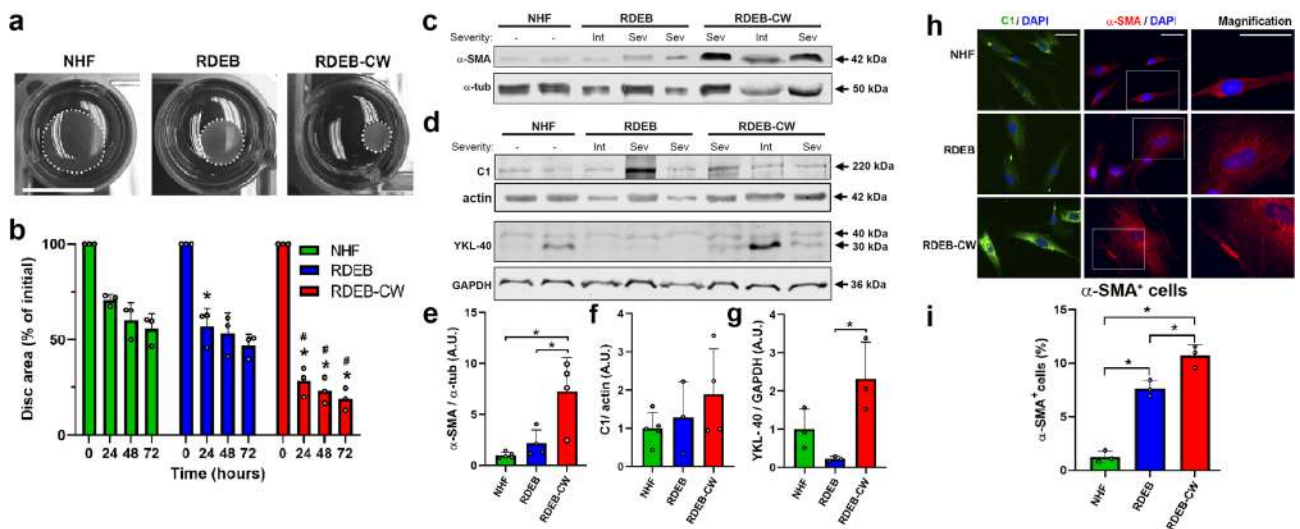 a
NHF RDEB RDEB-CW
b
Disc area (% of initial)
100
50
0
NHF
RDEB
RDEB-CW
0 24 48 72 0 24 48 72 0 24 48 72
* # * # * # *
Time (hours)
c
NHF RDEB RDEB-CW
Severity: - - Int Sev Sev Sev Int Sev
α-SMA 42 kDa
α-tub 50 kDa
d
NHF RDEB RDEB-CW
Severity: - - Int Sev Sev Sev Int Sev
C1 220 kDa
actin 42 kDa
YKL-40 40 kDa
30 kDa
GAPDH 36 kDa
e
α-SMA / α-tub (A.U.)
15
10
5
0
* *
NHF RDEB RDEB-CW
f
C1/ actin (A.U.)
4
3
2
1
0
NHF RDEB RDEB-CW
g
YKL- 40 / GAPDH (A.U.)
4
3
2
1
0
*
NHF RDEB RDEB-CW
h
C1/ DAPI α-SMA / DAPI Magnification
NHF
RDEB
RDEB-CW
i
α-SMA⁺ cells
α-SMA⁺ cells (%)
15
10
5
0
* * *
NHF RDEB RDEB-CW